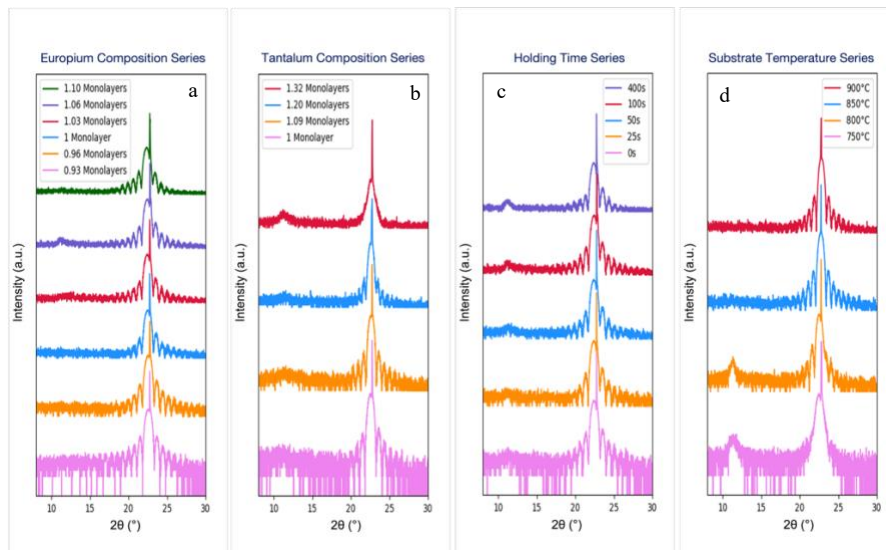 Europium Composition Series
a
1.10 Monolayers
1.06 Monolayers
1.03 Monolayers
1 Monolayer
0.96 Monolayers
0.93 Monolayers
Intensity (a.u.)
10 15 20 25 30
2θ (°)
Tantalum Composition Series
b
1.32 Monolayers
1.20 Monolayers
1.09 Monolayers
1 Monolayer
Intensity (a.u.)
10 15 20 25 30
2θ (°)
Holding Time Series
c
400s
100s
50s
25s
0s
Intensity (a.u.)
10 15 20 25 30
2θ (°)
Substrate Temperature Series
d
900°C
850°C
800°C
750°C
Intensity (a.u.)
10 15 20 25 30
2θ (°)